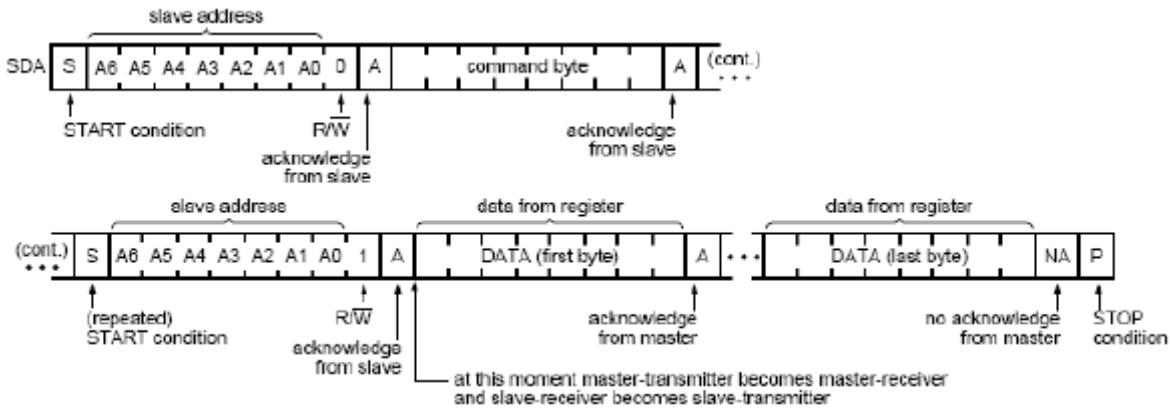 slave address
SDA S A6 A5 A4 A3 A2 A1 A0 0 A command byte A (cont.)
START condition R/W acknowledge from slave acknowledge from slave
slave address data from register data from register
(cont.) S A6 A5 A4 A3 A2 A1 A0 1 A DATA (first byte) A DATA (last byte) NA P
(repeated) START condition R/W acknowledge from slave acknowledge from master no acknowledge from master STOP condition
at this moment master-transmitter becomes master-receiver
and slave-receiver becomes slave-transmitter